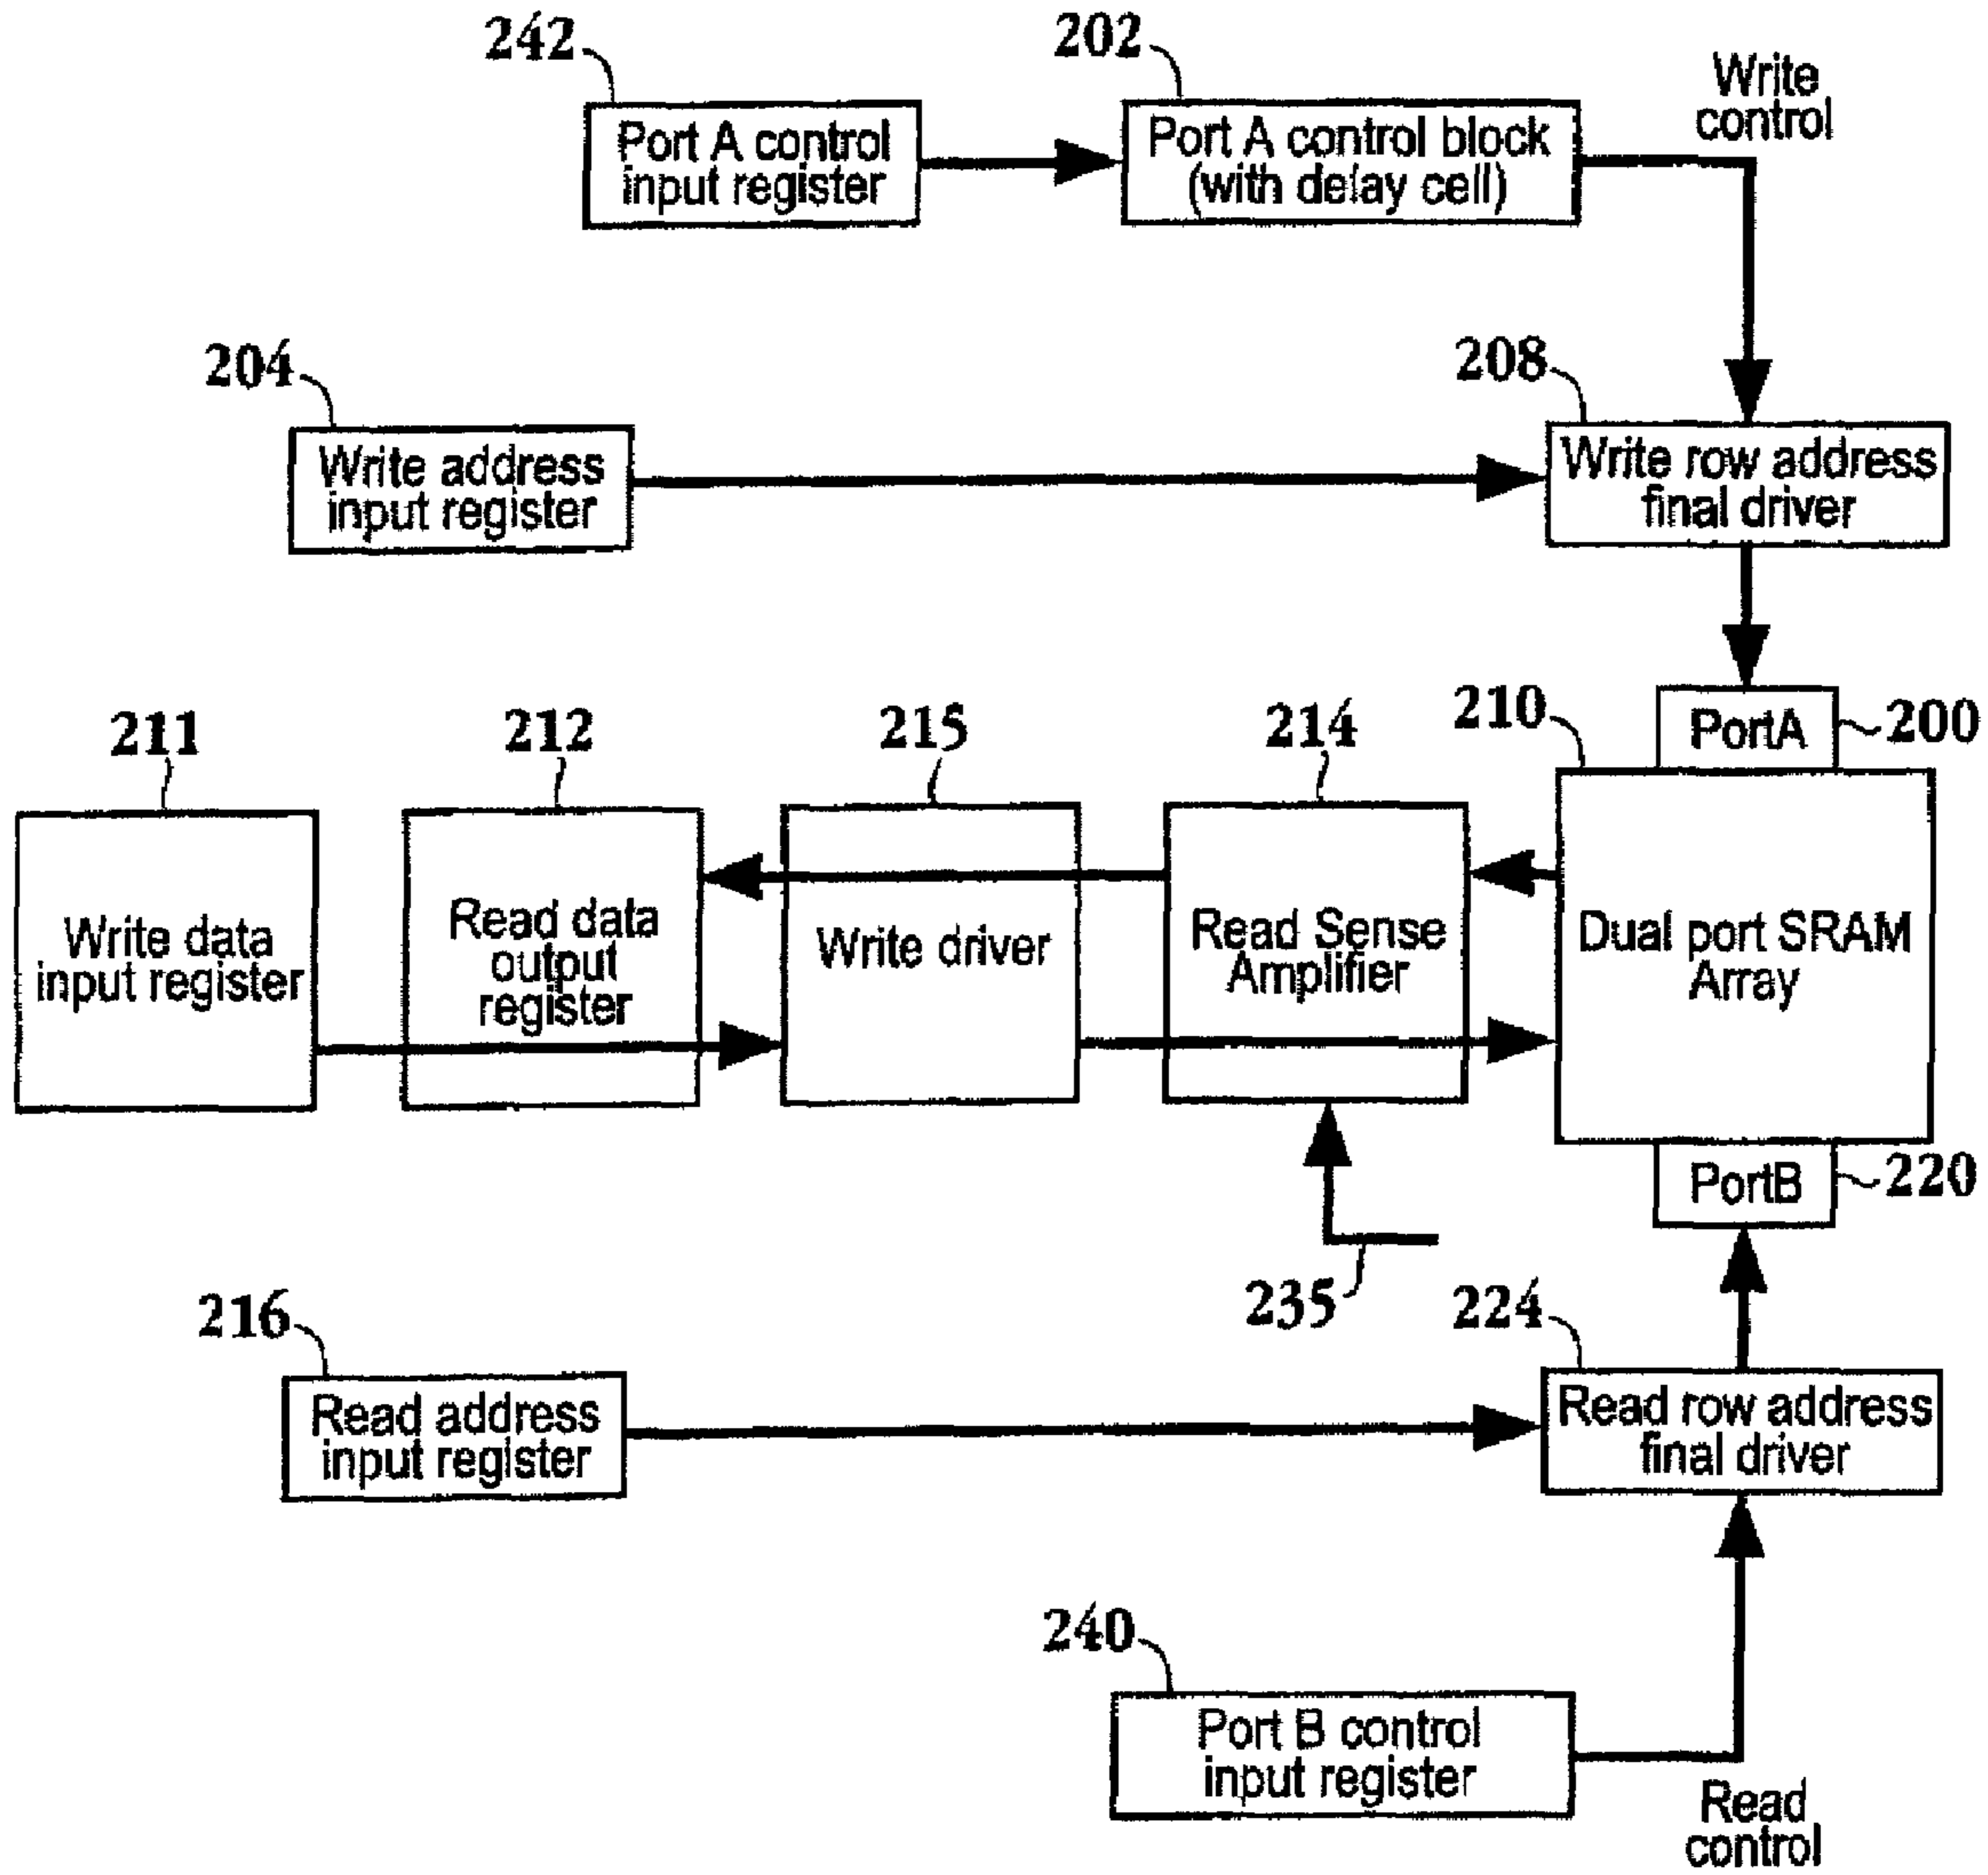 242
202
Write
control
Port A control
input register
Port A control block
(with delay cell)
204
208
Write address
input register
Write row address
final driver
211
212
215
214
210
PortA
200
Write data
input register
Read data
output
register
Write driver
Read Sense
Amplifier
Dual port SRAM
Array
PortB
220
235
216
224
Read address
input register
Read row address
final driver
240
Port B control
input register
Read
control